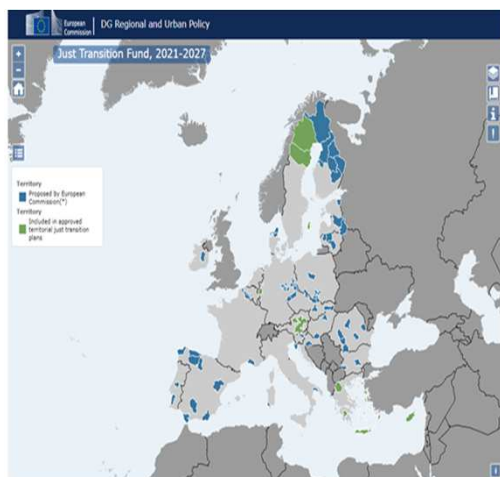 European
Commission
DG Regional and Urban Policy
Just Transition Fund, 2021-2027
Territory
Proposed by European
Commission(*)
Territory
Included in approved
territorial just transition
plans